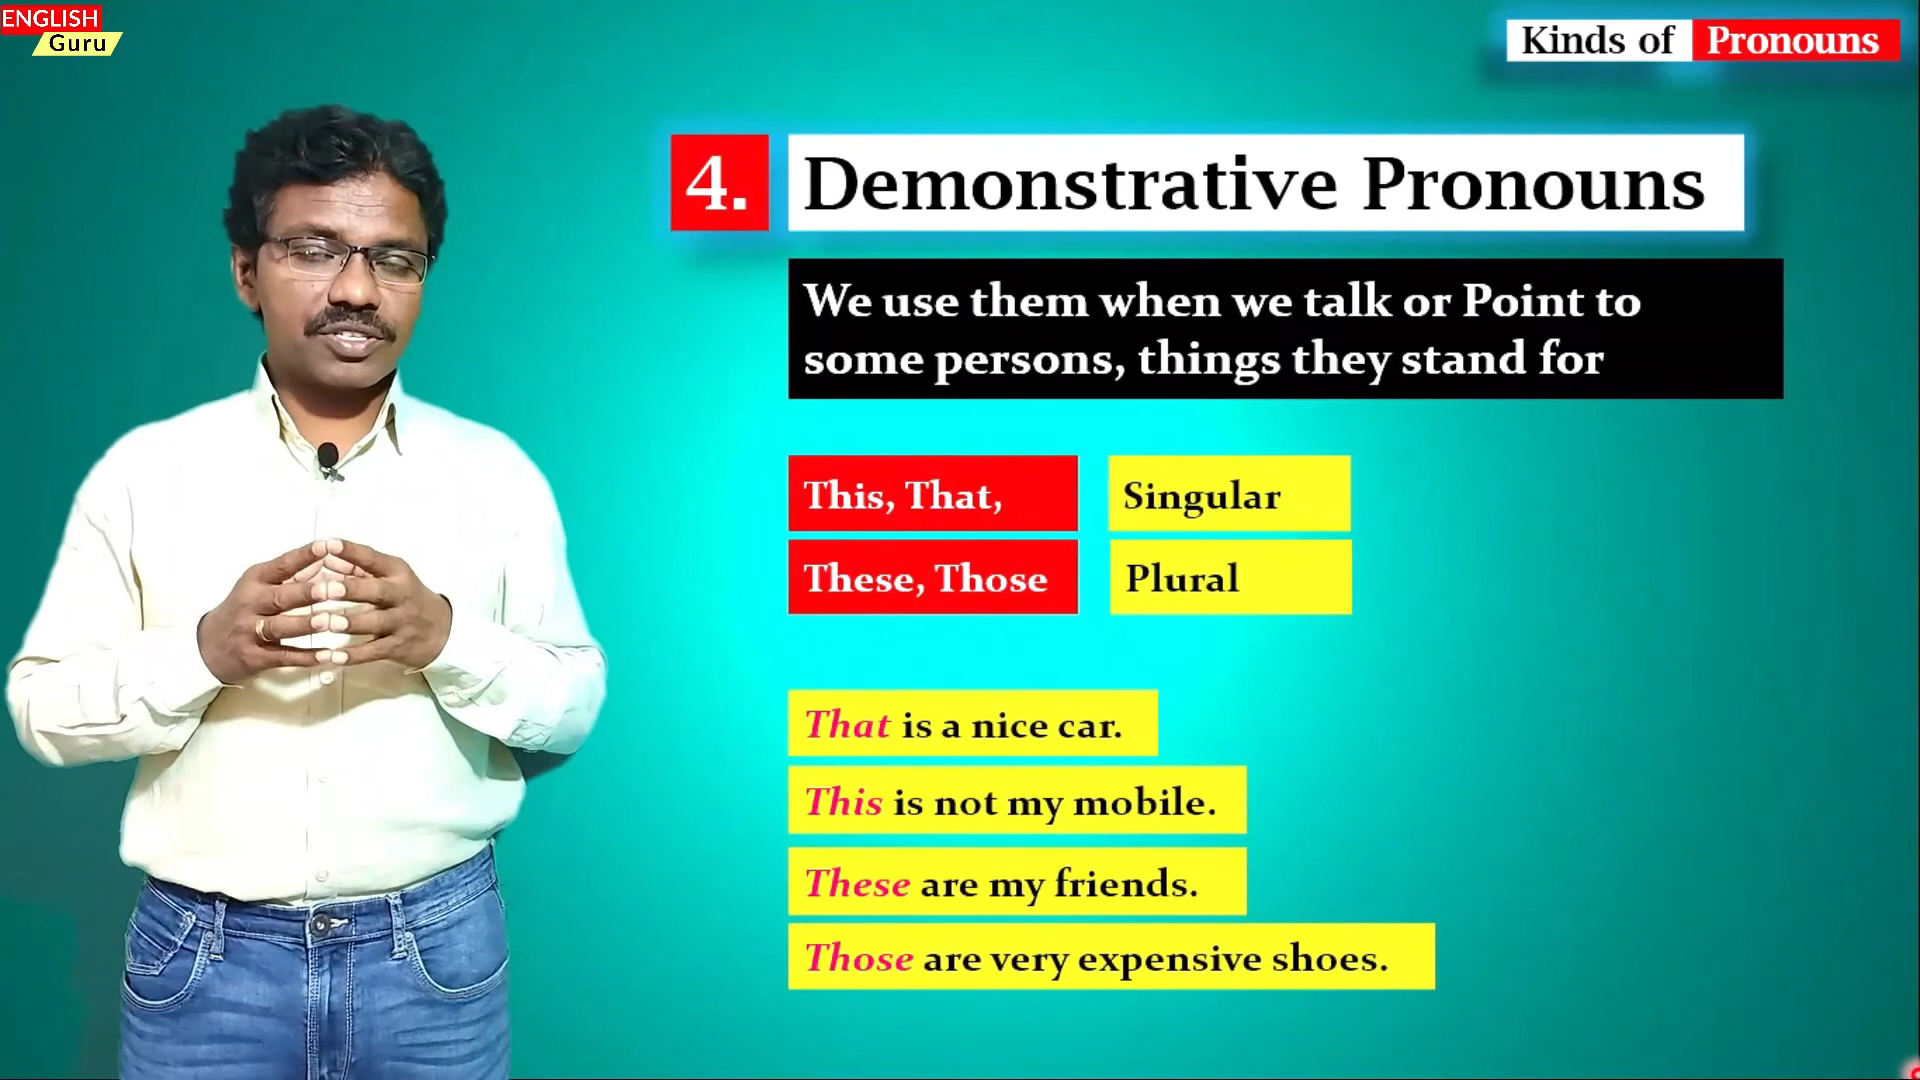 ENGLISH
Guru
Kinds of Pronouns
4. Demonstrative Pronouns
We use them when we talk or Point to
some persons, things they stand for
This, That, Singular
These, Those Plural
That is a nice car.
This is not my mobile.
These are my friends.
Those are very expensive shoes.